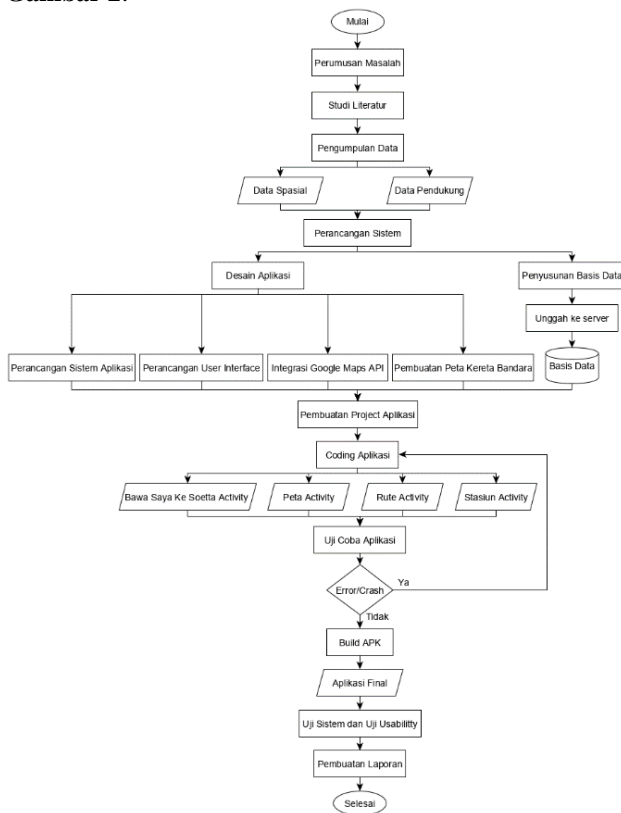 Mulai
Perumusan Masalah
Studi Literatur
Pengumpulan Data
Data Spasial
Data Pendukung
Perancangan Sistem
Desain Aplikasi
Penyusunan Basis Data
Unggah ke server
Perancangan Sistem Aplikasi
Perancangan User Interface
Integrasi Google Maps API
Pembuatan Peta Kereta Bandara
Basis Data
Pembuatan Project Aplikasi
Coding Aplikasi
Bawa Saya Ke Soetta Activity
Peta Activity
Rute Activity
Stasiun Activity
Uji Coba Aplikasi
Error/Crash
Ya
Tidak
Build APK
Aplikasi Final
Uji Sistem dan Uji Usabilitty
Pembuatan Laporan
Selesai